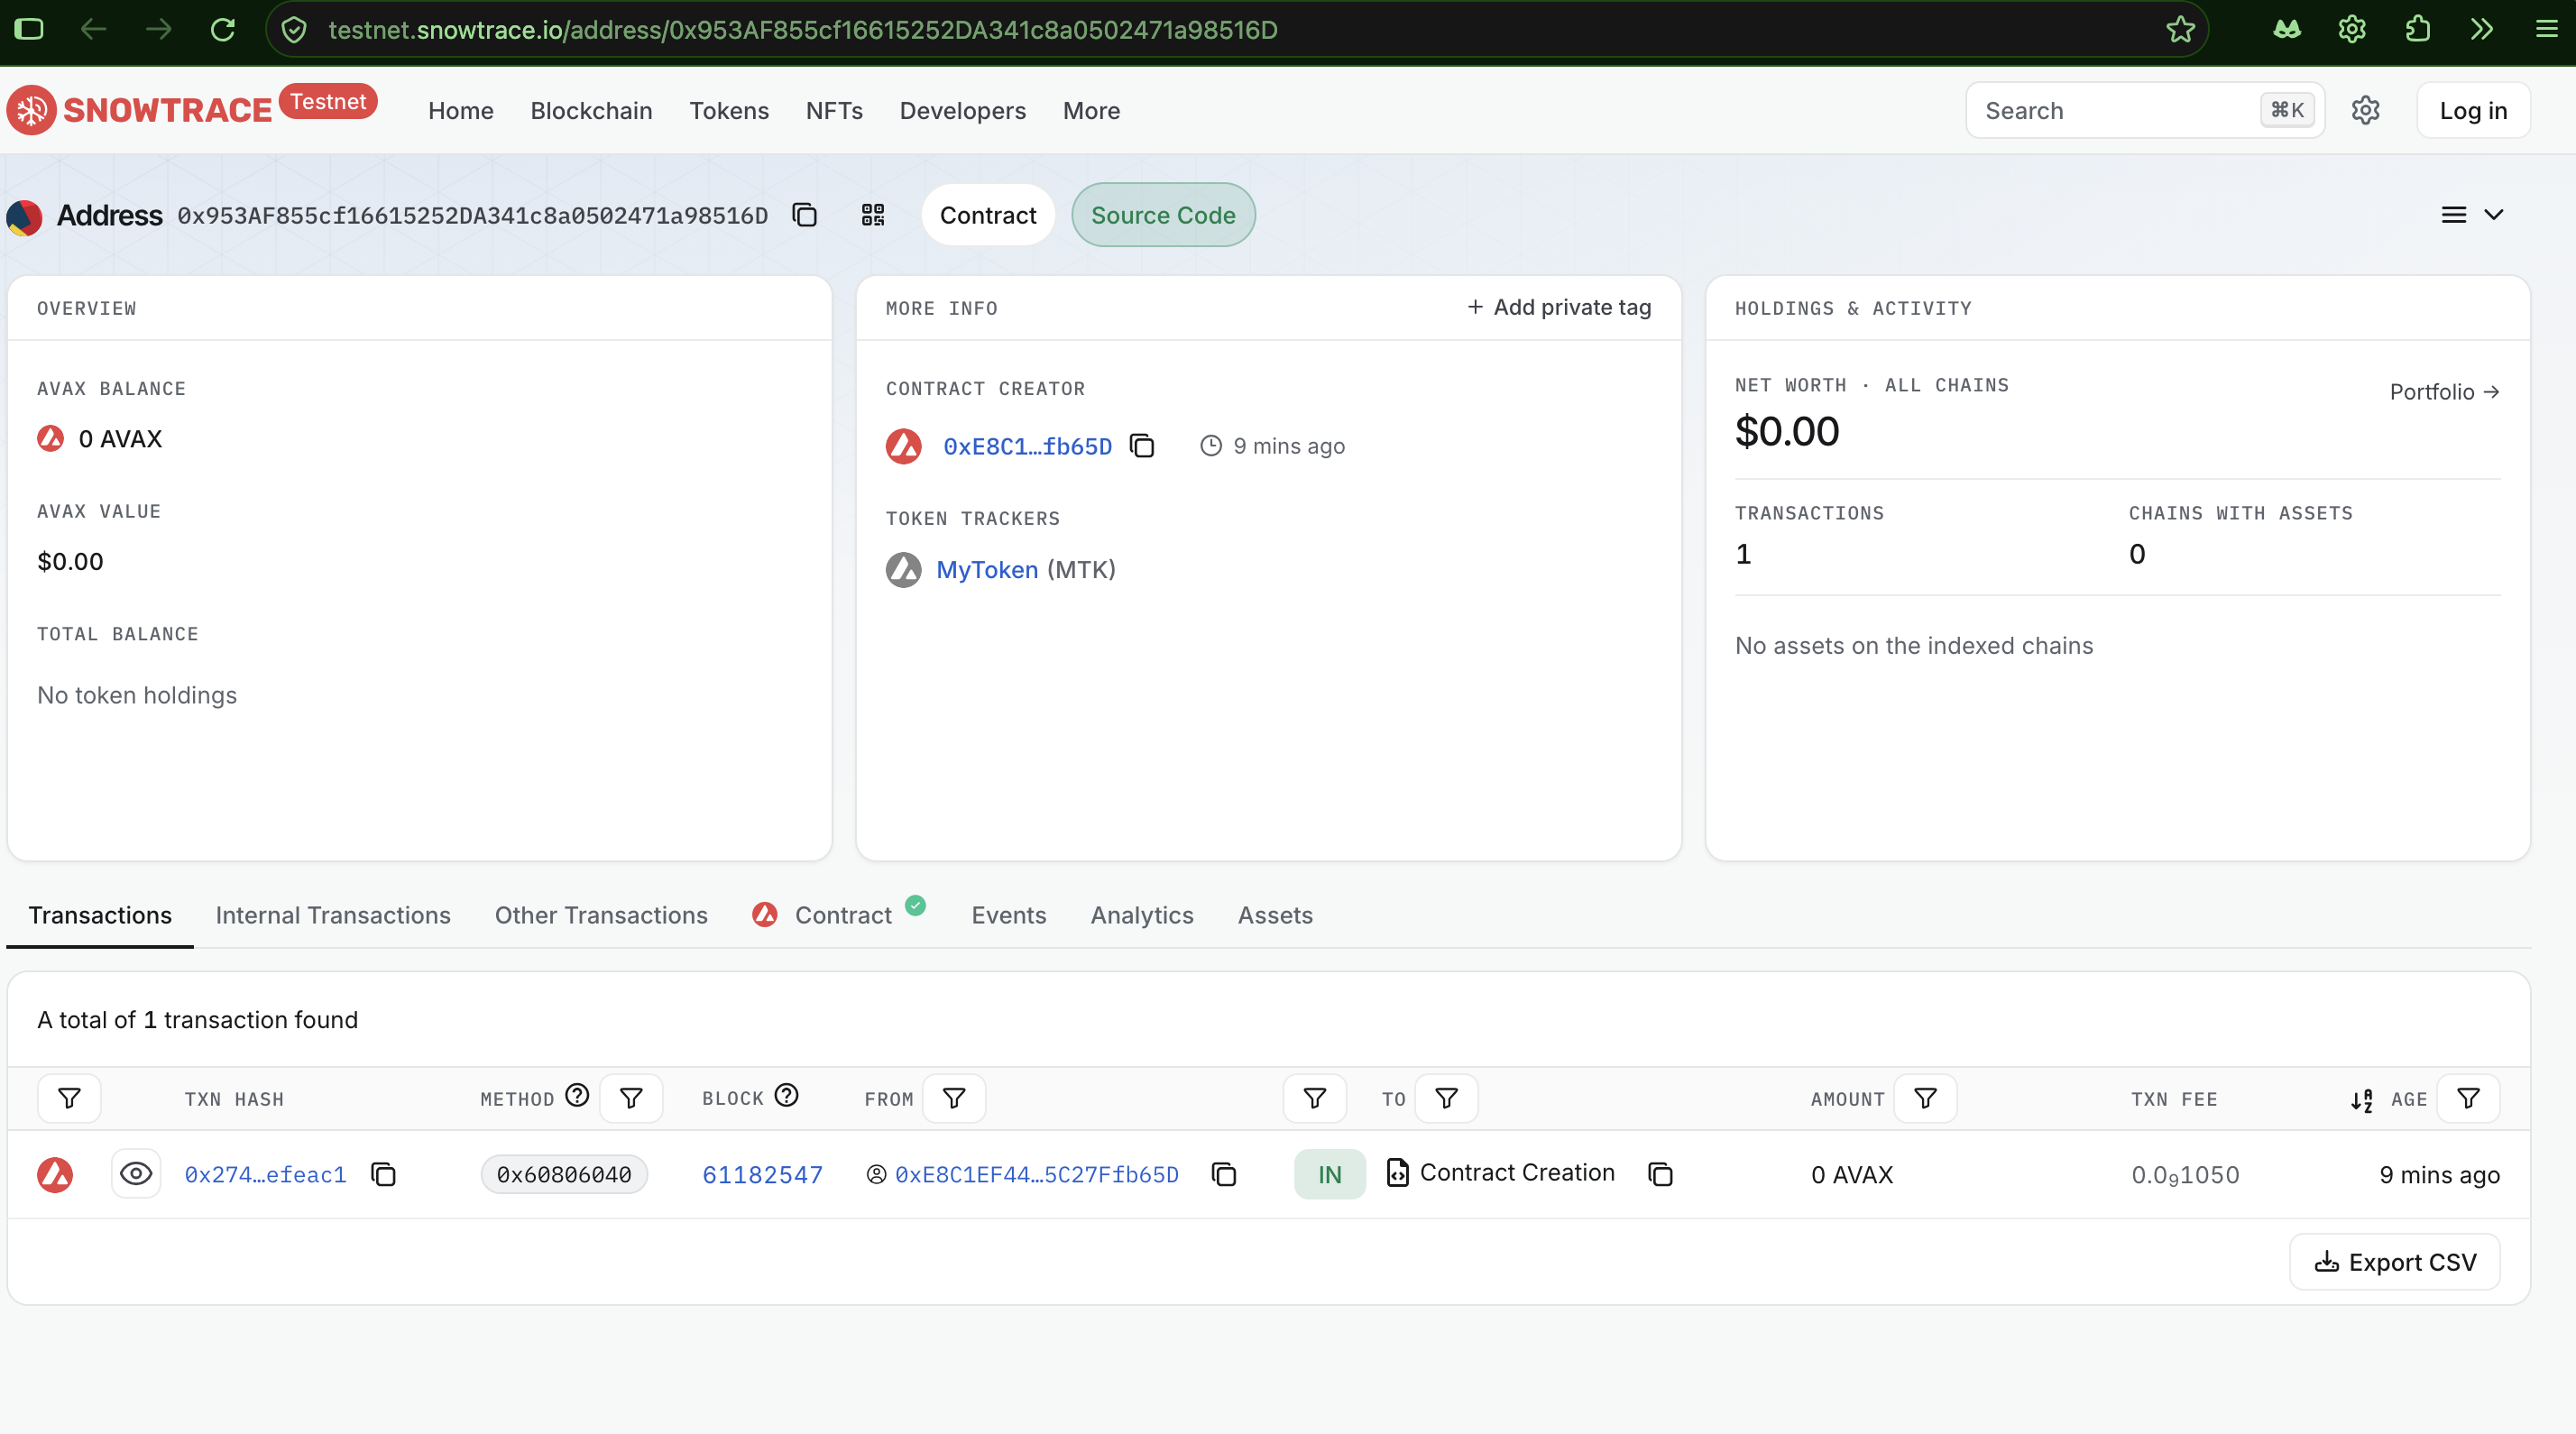 testnet.snowtrace.io/address/0x953AF855cf16615252DA341c8a0502471a98516D
SNOWTRACE Testnet Home Blockchain Tokens NFTs Developers More Search ⌘K Log in
Address 0x953AF855cf16615252DA341c8a0502471a98516D Contract Source Code
OVERVIEW
AVAX BALANCE
0 AVAX
AVAX VALUE
$0.00
TOTAL BALANCE
No token holdings
MORE INFO + Add private tag
CONTRACT CREATOR
0xE8C1…fb65D 9 mins ago
TOKEN TRACKERS
MyToken (MTK)
HOLDINGS & ACTIVITY
NET WORTH · ALL CHAINS Portfolio →
$0.00
TRANSACTIONS CHAINS WITH ASSETS
1 0
No assets on the indexed chains
Transactions Internal Transactions Other Transactions Contract Events Analytics Assets
A total of 1 transaction found
TXN HASH METHOD BLOCK FROM TO AMOUNT TXN FEE AGE
0x274…efeac1 0x60806040 61182547 0xE8C1EF44…5C27Ffb65D IN Contract Creation 0 AVAX 0.0₉1050 9 mins ago
Export CSV